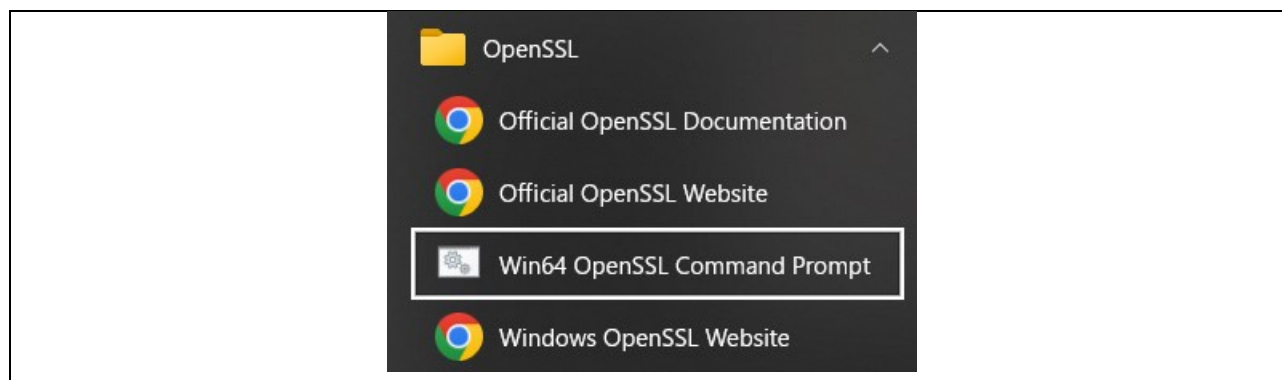 OpenSSL
Official OpenSSL Documentation
Official OpenSSL Website
Win64 OpenSSL Command Prompt
Windows OpenSSL Website